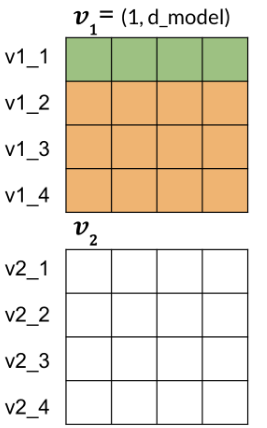 v₁= (1, d_model)
v1_1
v1_2
v1_3
v1_4
v₂
v2_1
v2_2
v2_3
v2_4